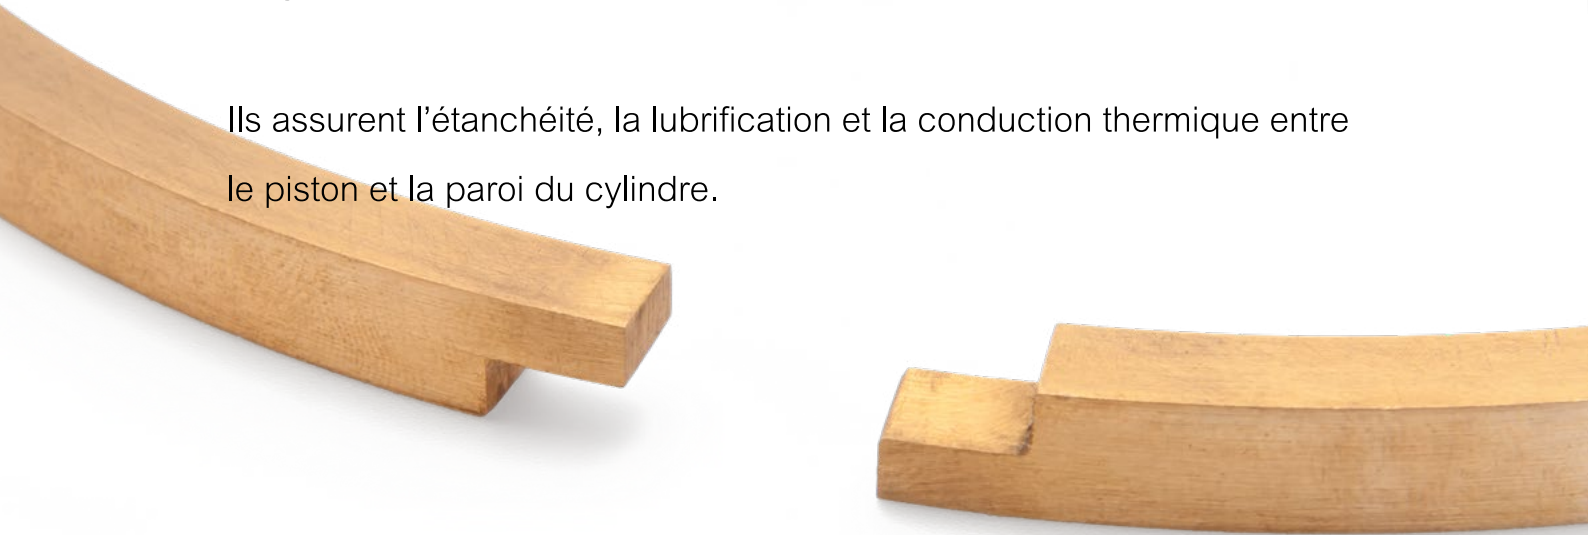 Ils assurent l’étanchéité, la lubrification et la conduction thermique entre
le piston et la paroi du cylindre.